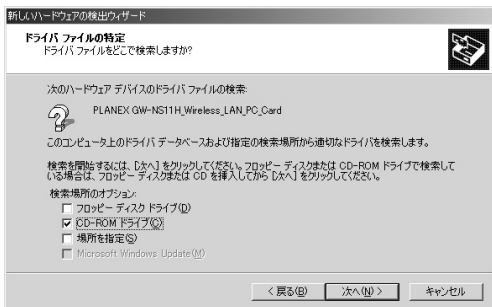 新しいハードウェアの検出ウィザード
ドライバ ファイルの特定
ドライバ ファイルをどこで検索しますか?
次のハードウェア デバイスのドライバ ファイルの検索:
PLANEX GW-NS11H_Wireless_LAN_PC_Card
このコンピュータ上のドライバ データベースおよび指定の検索場所から適切なドライバを検索します。
検索を開始するには、[次へ] をクリックしてください。フロッピー ディスクまたは CD-ROM ドライブで検索して
いる場合は、フロッピー ディスクまたは CD を挿入してから [次へ] をクリックしてください。
検索場所のオプション:
フロッピー ディスク ドライブ(D)
CD-ROM ドライブ(C)
場所を指定(S)
Microsoft Windows Update(M)
< 戻る(B) 次へ(N) > キャンセル